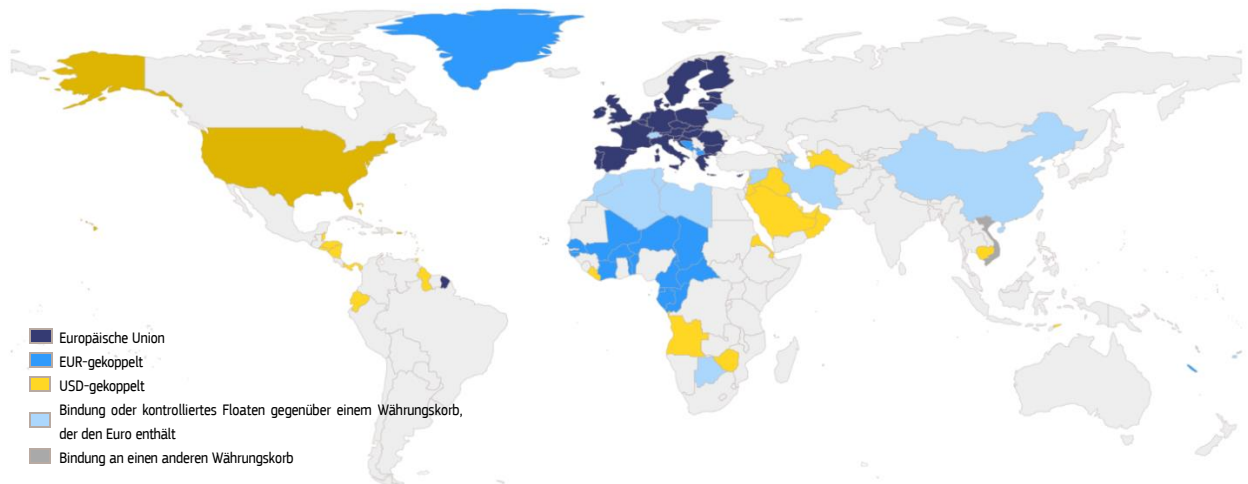 Europäische Union
EUR-gekoppelt
USD-gekoppelt
Bindung oder kontrolliertes Floaten gegenüber einem Währungskorb,
der den Euro enthält
Bindung an einen anderen Währungskorb